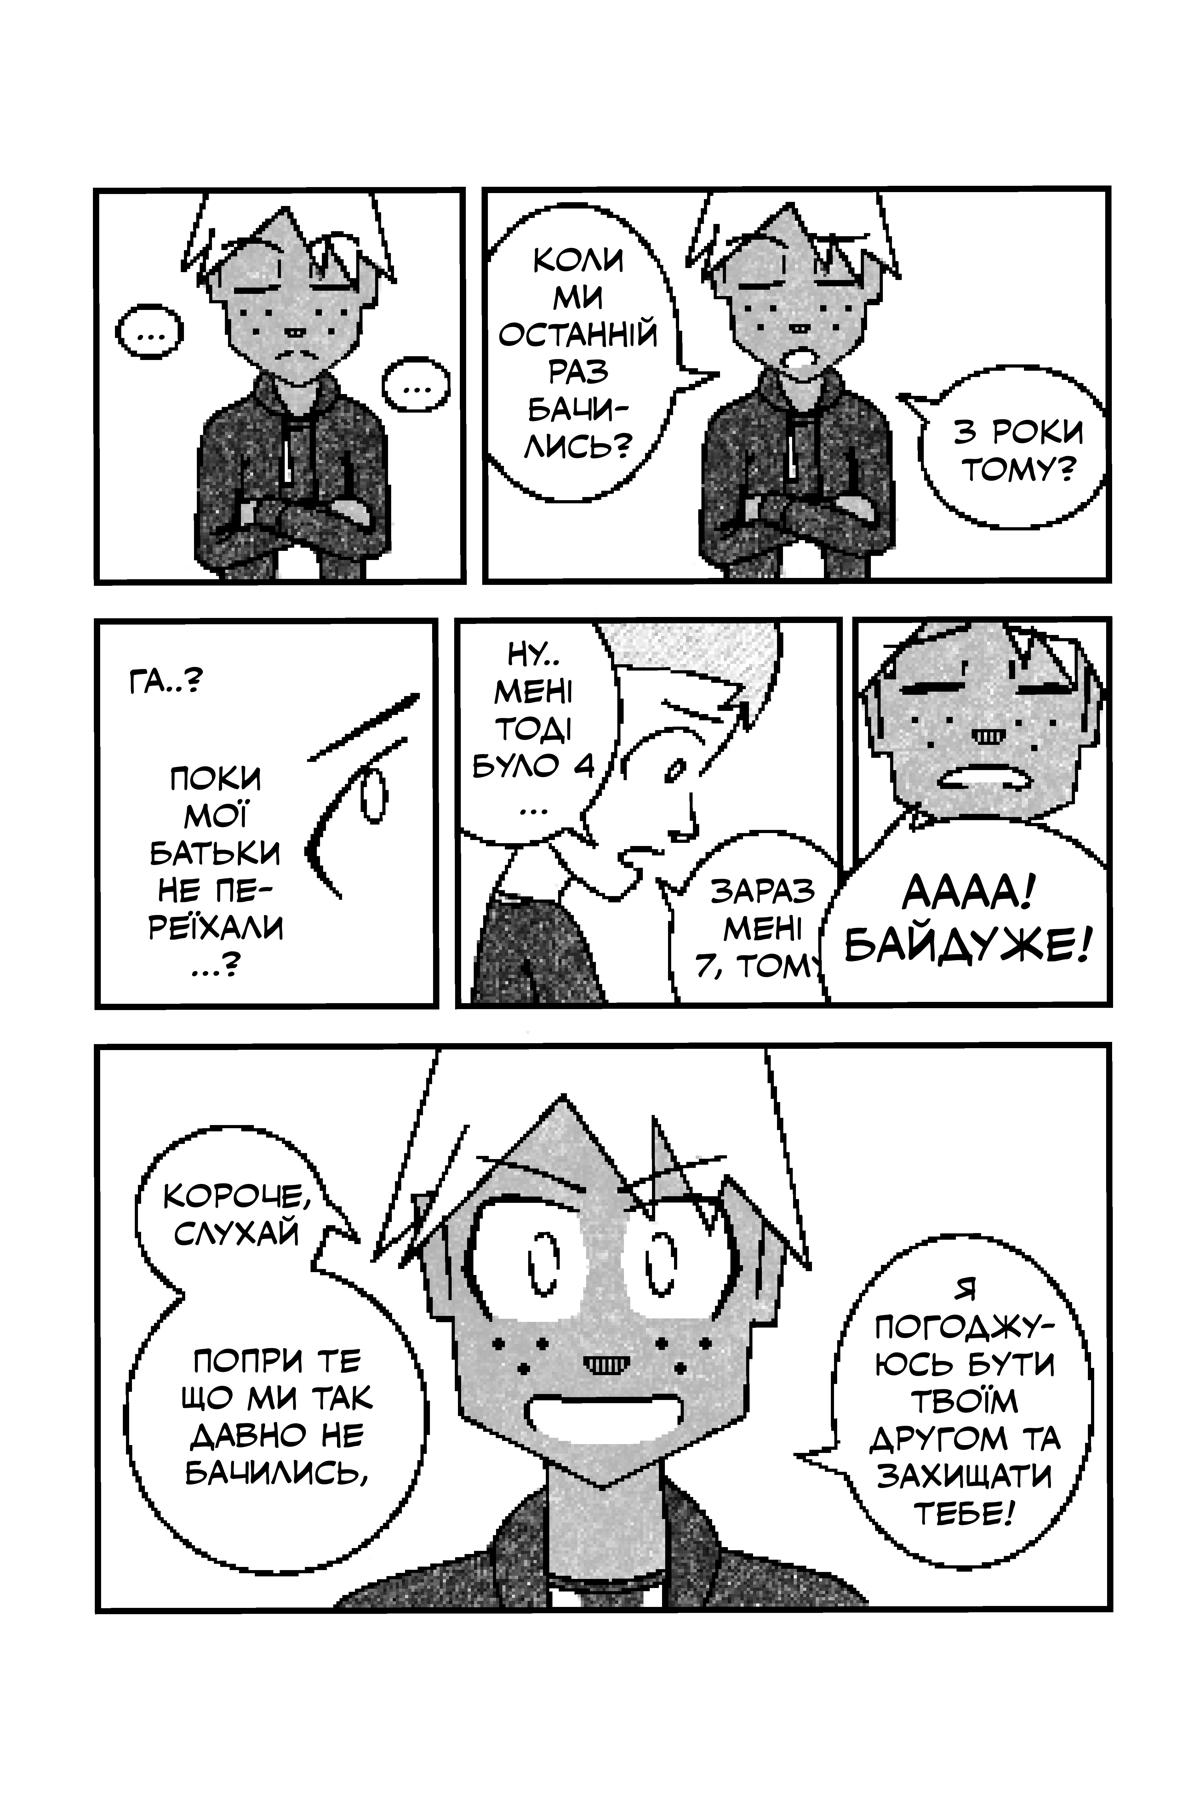 ...
...
КОЛИ
МИ
ОСТАННІЙ
РАЗ
БАЧИ-
ЛИСЬ?
3 РОКИ
ТОМУ?
ГА..?
ПОКИ
МОЇ
БАТЬКИ
НЕ ПЕ-
РЕЇХАЛИ
...?
НУ..
МЕНІ
ТОДІ
БУЛО 4
...
ЗАРАЗ
МЕНІ
7, ТОМУ
АААА!
БАЙДУЖЕ!
КОРОЧЕ,
СЛУХАЙ
ПОПРИ ТЕ
ЩО МИ ТАК
ДАВНО НЕ
БАЧИЛИСЬ,
Я
ПОГОДЖУ-
ЮСЬ БУТИ
ТВОЇМ
ДРУГОМ ТА
ЗАХИЩАТИ
ТЕБЕ!